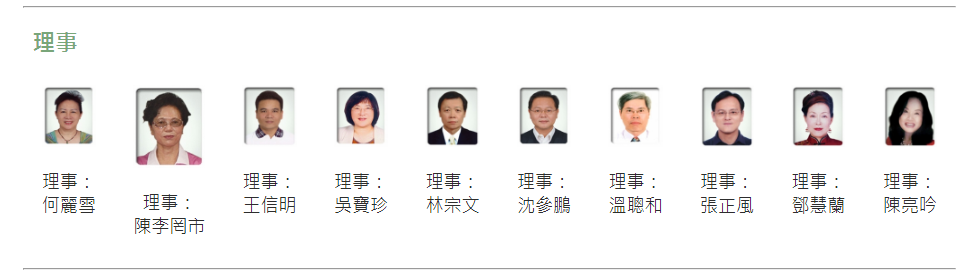 理事
理事：
何麗雪
理事：
陳李罔市
理事：
王信明
理事：
吳寶珍
理事：
林宗文
理事：
沈參鵬
理事：
溫聰和
理事：
張正風
理事：
鄧慧蘭
理事：
陳亮吟